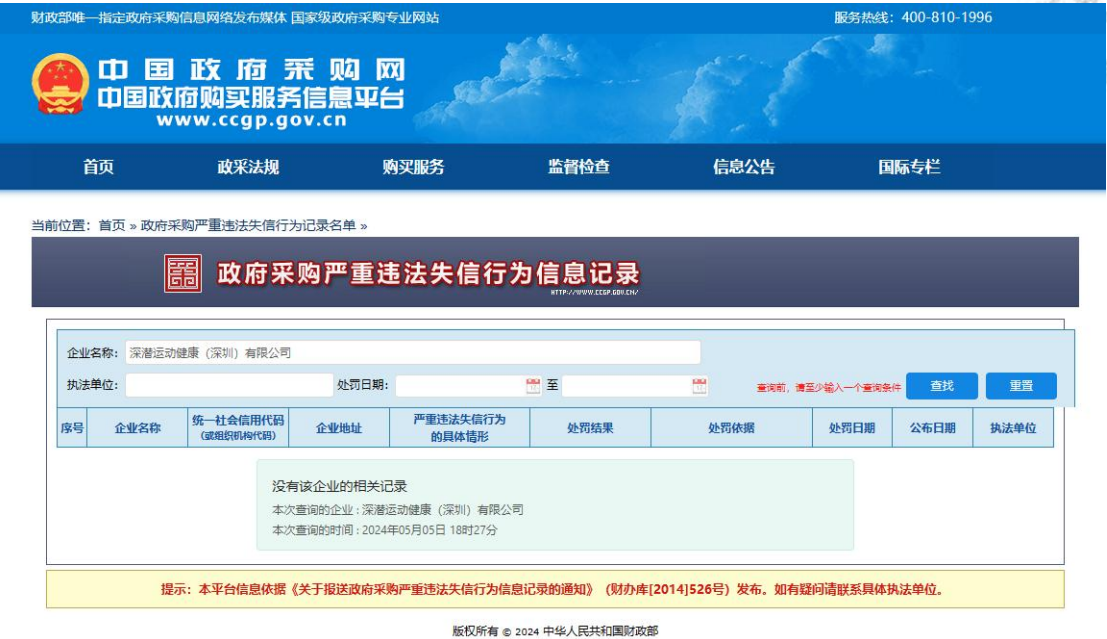 财政部唯一指定政府采购信息网络发布媒体 国家级政府采购专业网站 服务热线：400-810-1996
中国政府采购网
中国政府购买服务信息平台
www.ccgp.gov.cn
首页 政采法规 购买服务 监督检查 信息公告 国际专栏
当前位置：首页 » 政府采购严重违法失信行为记录名单 »
政府采购严重违法失信行为信息记录
HTTP://WWW.CCGP.GOV.CN/
企业名称：深潜运动健康（深圳）有限公司
执法单位： 处罚日期： 至 查询前，请至少输入一个查询条件 查找 重置
序号 企业名称 统一社会信用代码 （或组织机构代码） 企业地址 严重违法失信行为 的具体情形 处罚结果 处罚依据 处罚日期 公布日期 执法单位
没有该企业的相关记录
本次查询的企业 : 深潜运动健康（深圳）有限公司
本次查询的时间 : 2024年05月05日 18时27分
提示：本平台信息依据《关于报送政府采购严重违法失信行为信息记录的通知》（财办库[2014]526号）发布。如有疑问请联系具体执法单位。
版权所有 © 2024 中华人民共和国财政部